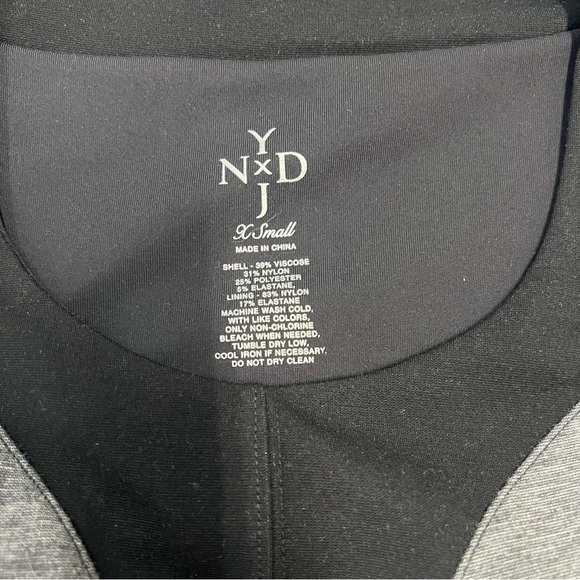 Y
N x D
J
X Small
MADE IN CHINA
SHELL - 39% VISCOSE
31% NYLON
25% POLYESTER
5% ELASTANE,
LINING - 83% NYLON
17% ELASTANE
MACHINE WASH COLD,
WITH LIKE COLORS,
ONLY NON-CHLORINE
BLEACH WHEN NEEDED,
TUMBLE DRY LOW,
COOL IRON IF NECESSARY,
DO NOT DRY CLEAN